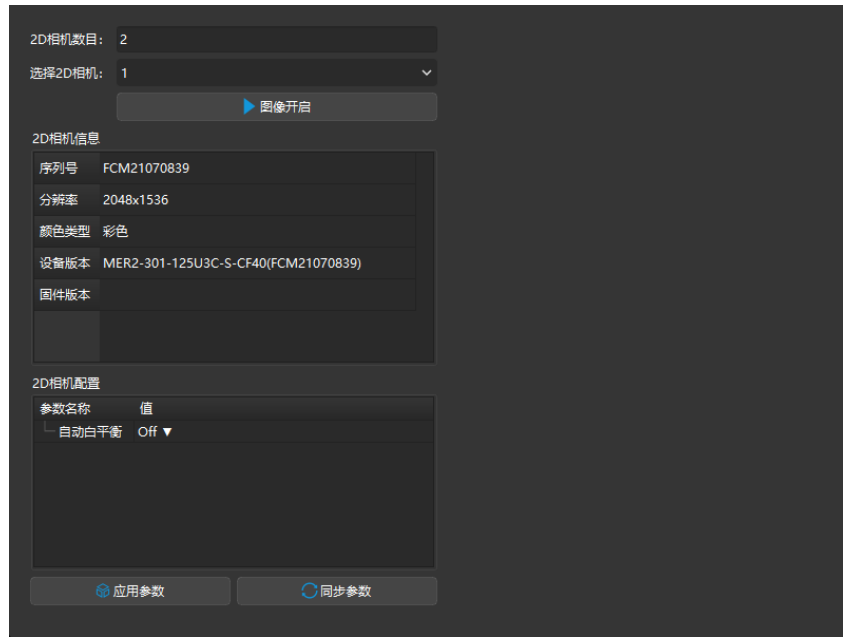 2D相机数目： 2
选择2D相机： 1
图像开启
2D相机信息
序列号 FCM21070839
分辨率 2048x1536
颜色类型 彩色
设备版本 MER2-301-125U3C-S-CF40(FCM21070839)
固件版本
2D相机配置
参数名称 值
自动白平衡 Off ▼
应用参数 同步参数